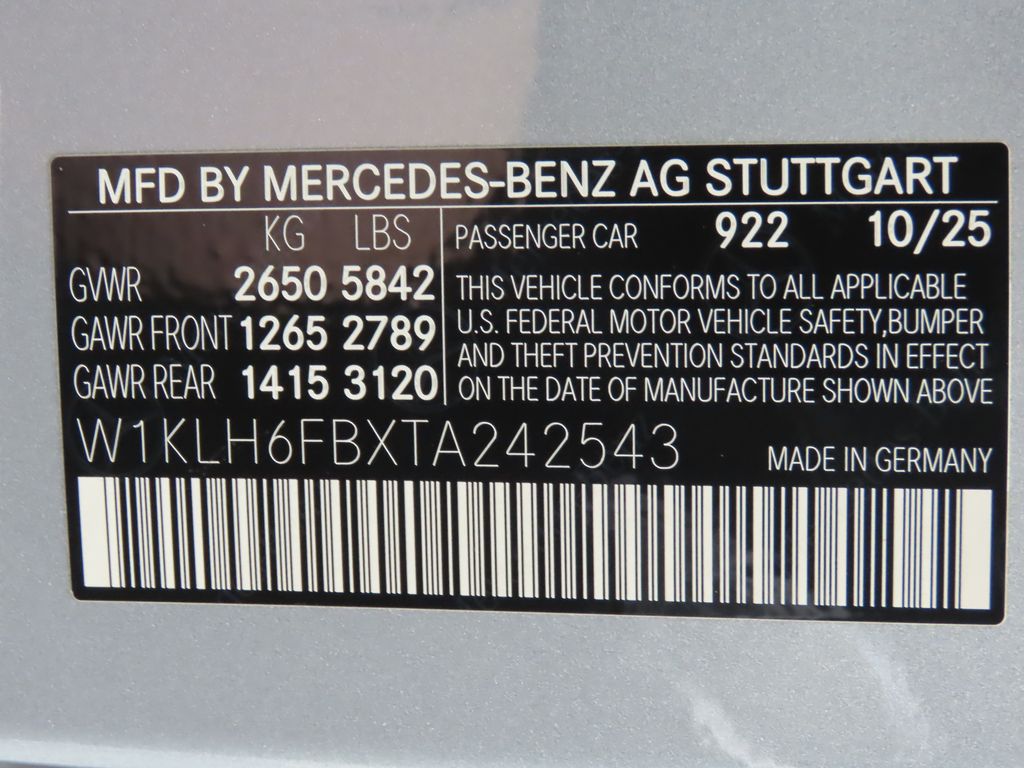 MFD BY MERCEDES-BENZ AG STUTTGART
KG LBS
GVWR 2650 5842
GAWR FRONT 1265 2789
GAWR REAR 1415 3120
PASSENGER CAR 922 10/25
THIS VEHICLE CONFORMS TO ALL APPLICABLE
U.S. FEDERAL MOTOR VEHICLE SAFETY,BUMPER
AND THEFT PREVENTION STANDARDS IN EFFECT
ON THE DATE OF MANUFACTURE SHOWN ABOVE
W1KLH6FBXTA242543
MADE IN GERMANY